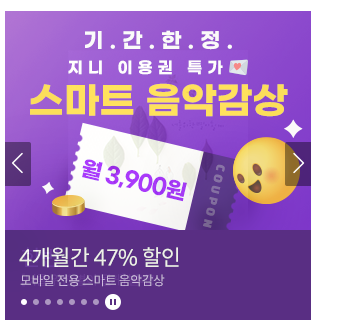 기.간.한.정.
지니 이용권 특가
스마트 음악감상
월 3,900원
COUPON
4개월간 47% 할인
모바일 전용 스마트 음악감상